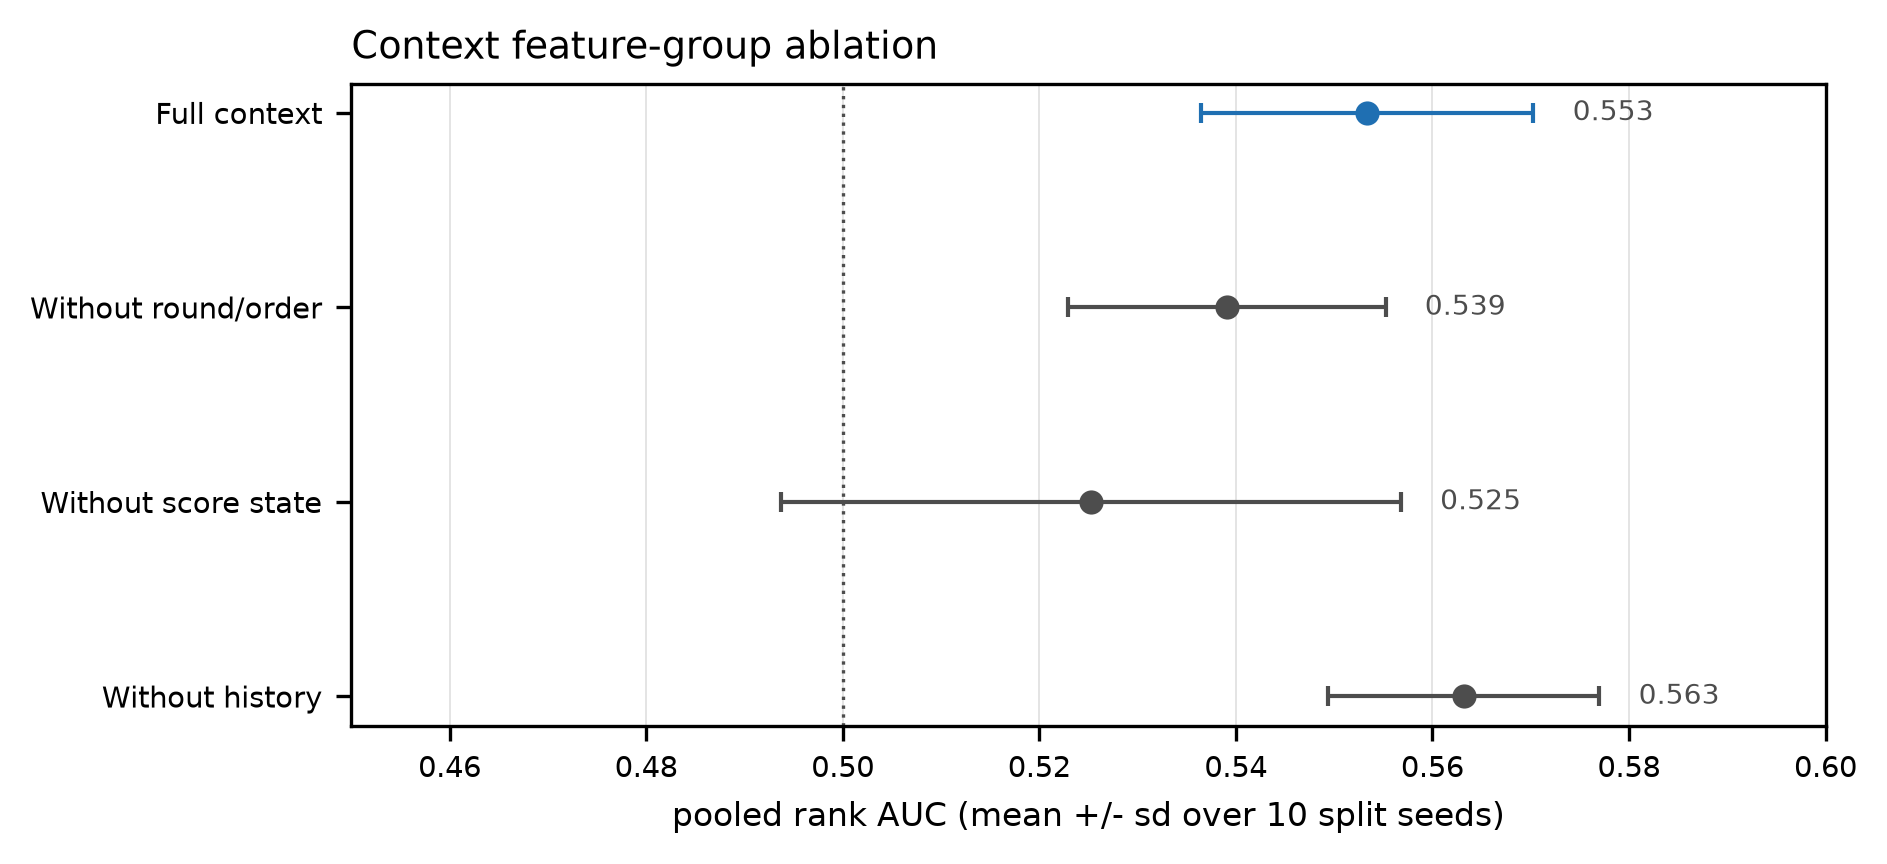 Context feature-group ablation
Full context
0.553
Without round/order
0.539
Without score state
0.525
Without history
0.563
0.46 0.48 0.50 0.52 0.54 0.56 0.58 0.60
pooled rank AUC (mean +/- sd over 10 split seeds)